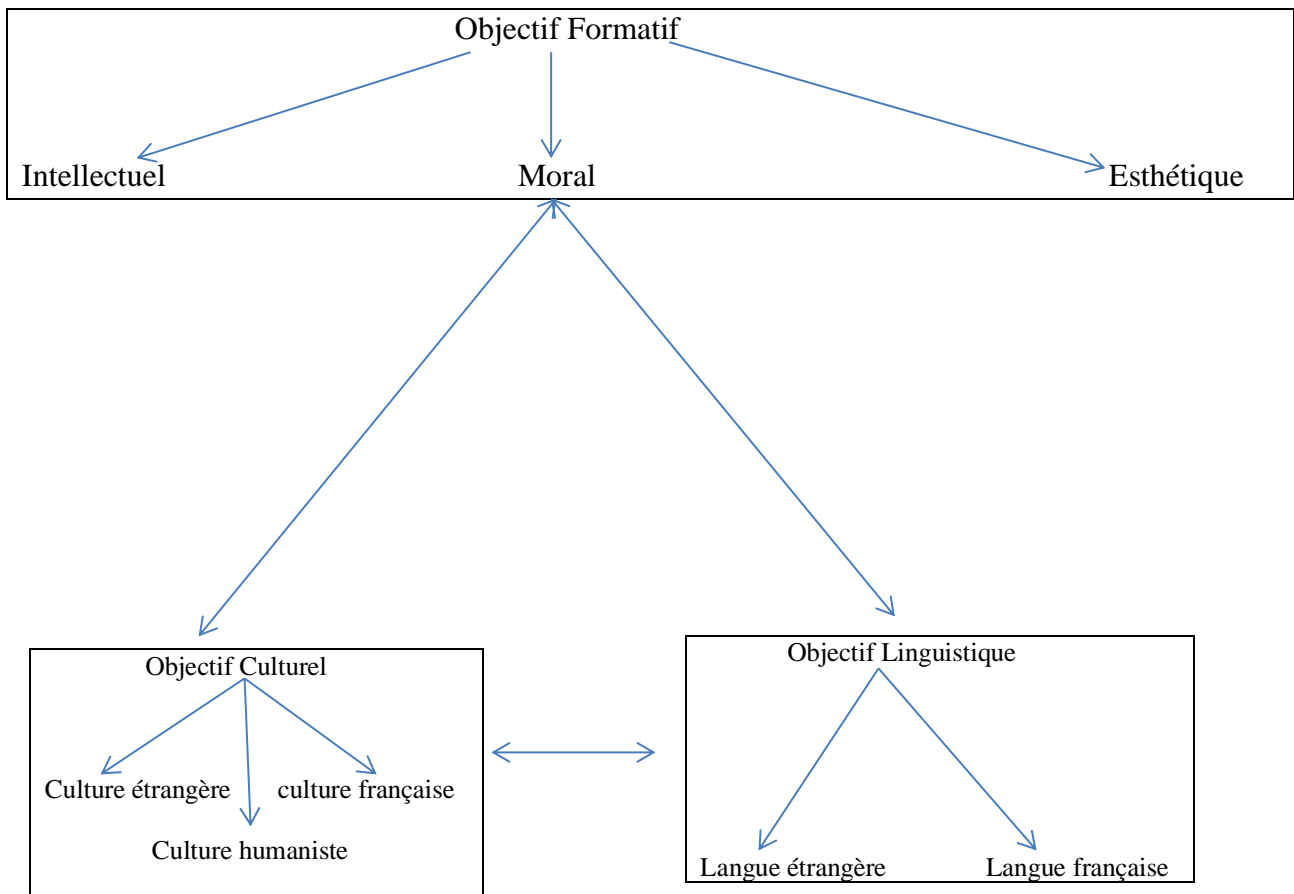 Objectif Formatif
Intellectuel Moral Esthétique
Objectif Culturel
Culture étrangère culture française
Culture humaniste
Objectif Linguistique
Langue étrangère Langue française